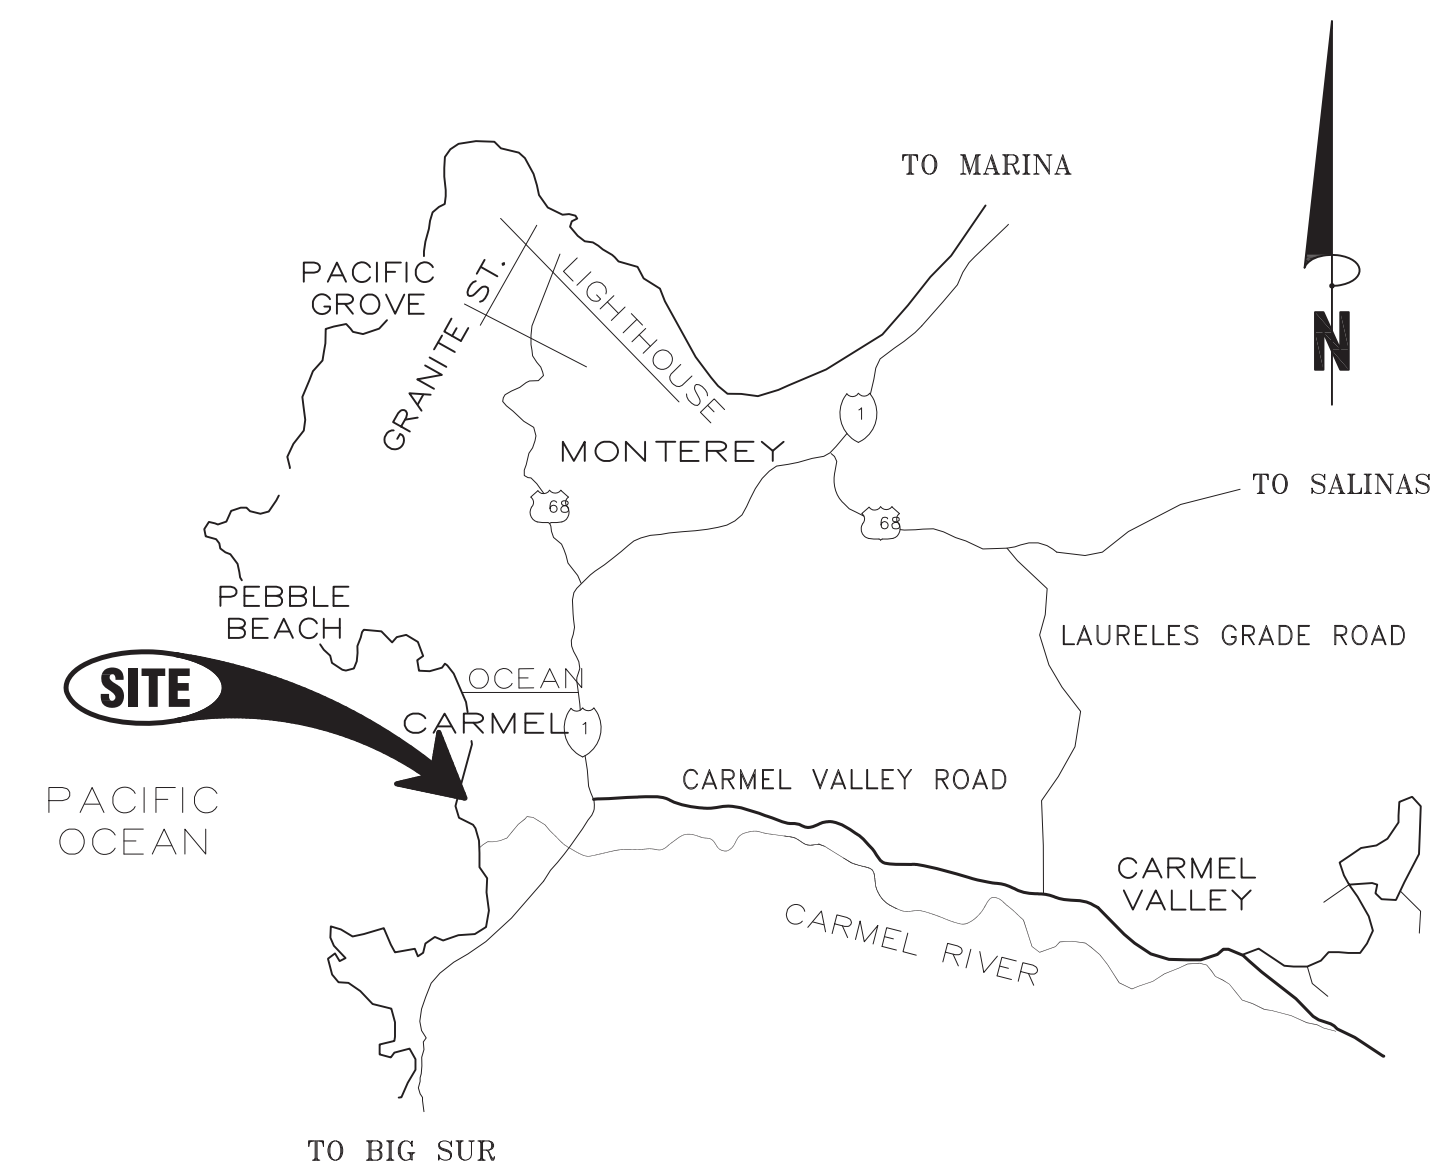 TO MARINA
PACIFIC
GROVE
GRANITE ST.
LIGHTHOUSE
N
1
MONTEREY
TO SALINAS
68
68
PEBBLE
BEACH
LAURELES GRADE ROAD
SITE
OCEAN
CARMEL
1
PACIFIC
OCEAN
CARMEL VALLEY ROAD
CARMEL
VALLEY
CARMEL RIVER
TO BIG SUR